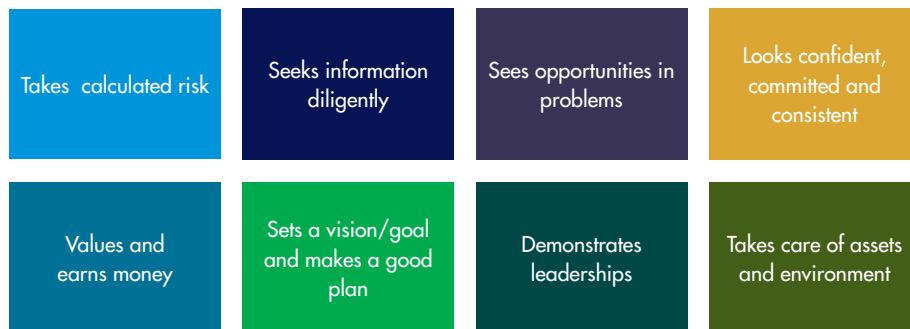 Takes  calculated risk
Seeks information
diligently
Sees opportunities in
problems
Looks confident,
committed and
consistent
Values and
earns money
Sets a vision/goal
and makes a good
plan
Demonstrates
leaderships
Takes care of assets
and environment